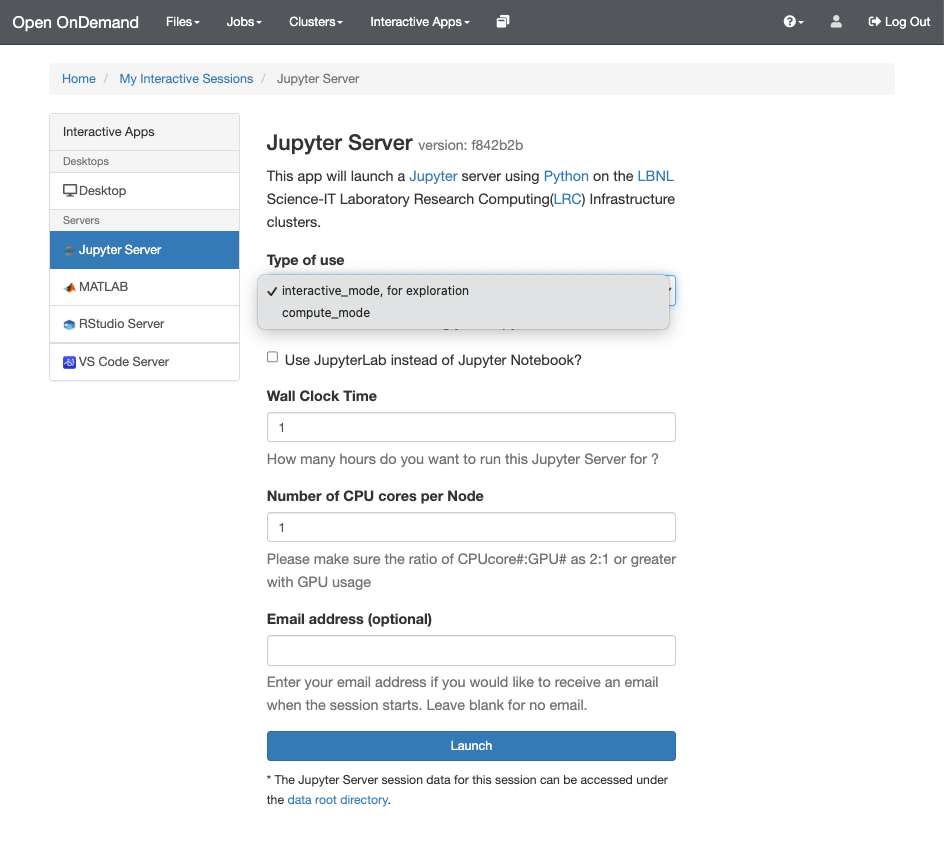 Open OnDemand Files Jobs Clusters Interactive Apps Log Out
Home / My Interactive Sessions / Jupyter Server
Interactive Apps
Desktops
Desktop
Servers
Jupyter Server
MATLAB
RStudio Server
VS Code Server
Jupyter Server version: f842b2b
This app will launch a Jupyter server using Python on the LBNL
Science-IT Laboratory Research Computing(LRC) Infrastructure
clusters.
Type of use
✓ interactive_mode, for exploration
compute_mode
Use JupyterLab instead of Jupyter Notebook?
Wall Clock Time
1
How many hours do you want to run this Jupyter Server for ?
Number of CPU cores per Node
1
Please make sure the ratio of CPUcore#:GPU# as 2:1 or greater
with GPU usage
Email address (optional)
Enter your email address if you would like to receive an email
when the session starts. Leave blank for no email.
Launch
* The Jupyter Server session data for this session can be accessed under
the data root directory.